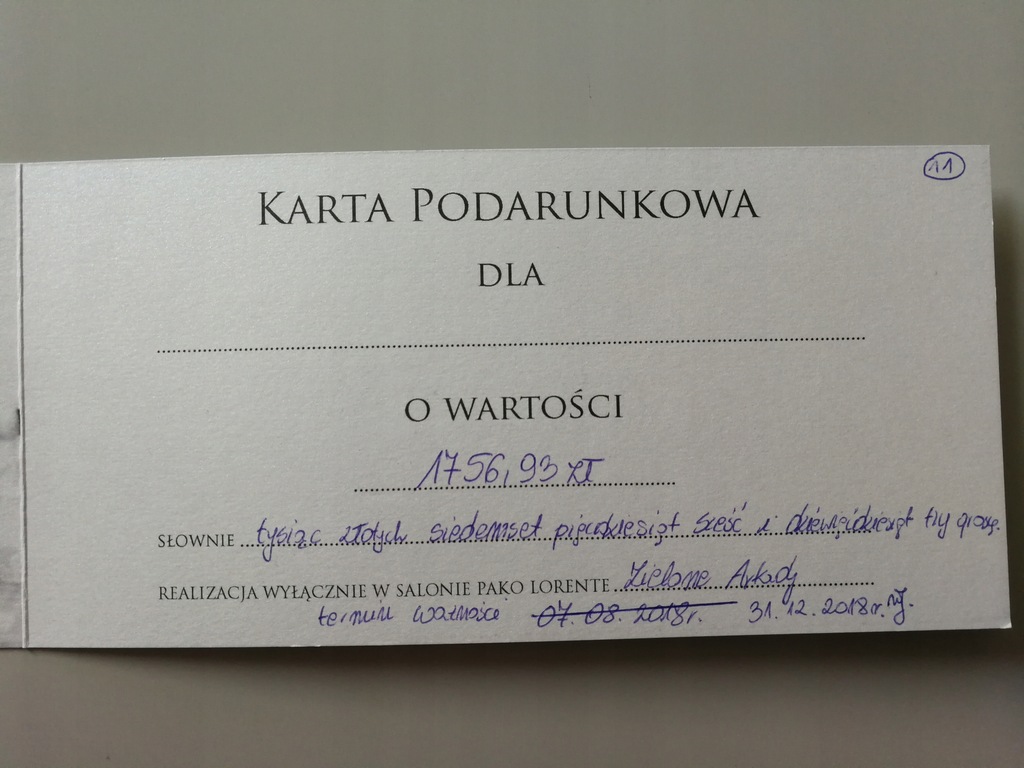 11
KARTA PODARUNKOWA
DLA
O WARTOŚCI
1756,93 zł
SŁOWNIE tysiąc złotych siedemset pięćdziesiąt sześć i dziewięćdziesiąt trzy grosz.
REALIZACJA WYŁĄCZNIE W SALONIE PAKO LORENTE Zielone Arkady
termin ważności 07.08.2018r. 31.12.2018r.